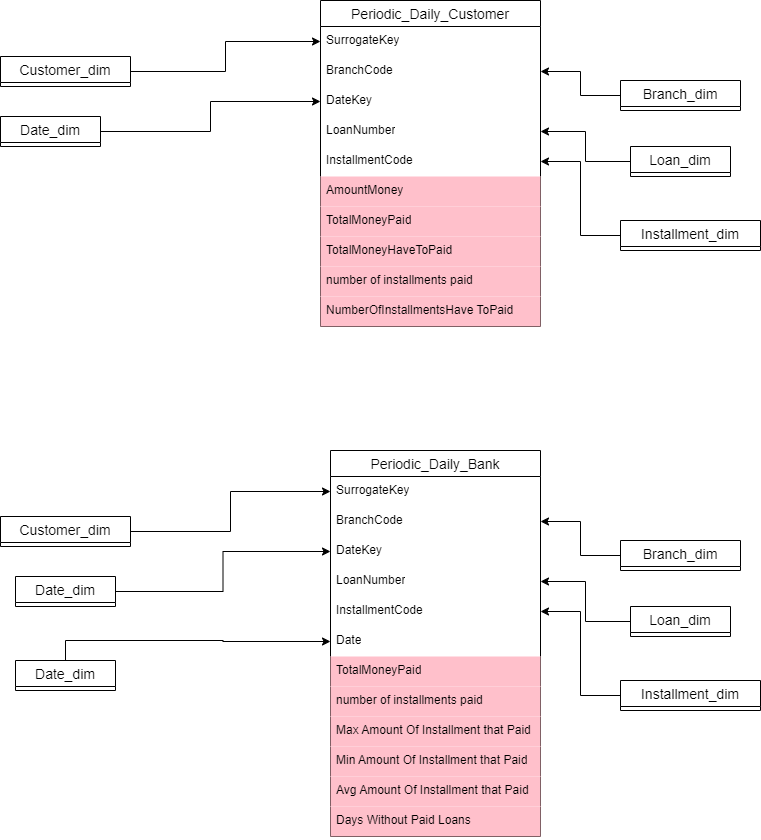 Periodic_Daily_Customer
SurrogateKey
BranchCode
DateKey
LoanNumber
InstallmentCode
AmountMoney
TotalMoneyPaid
TotalMoneyHaveToPaid
number of installments paid
NumberOfInstallmentsHave ToPaid
Customer_dim
Date_dim
Branch_dim
Loan_dim
Installment_dim
Periodic_Daily_Bank
SurrogateKey
BranchCode
DateKey
LoanNumber
InstallmentCode
Date
TotalMoneyPaid
number of installments paid
Max Amount Of Installment that Paid
Min Amount Of Installment that Paid
Avg Amount Of Installment that Paid
Days Without Paid Loans
Customer_dim
Date_dim
Date_dim
Branch_dim
Loan_dim
Installment_dim